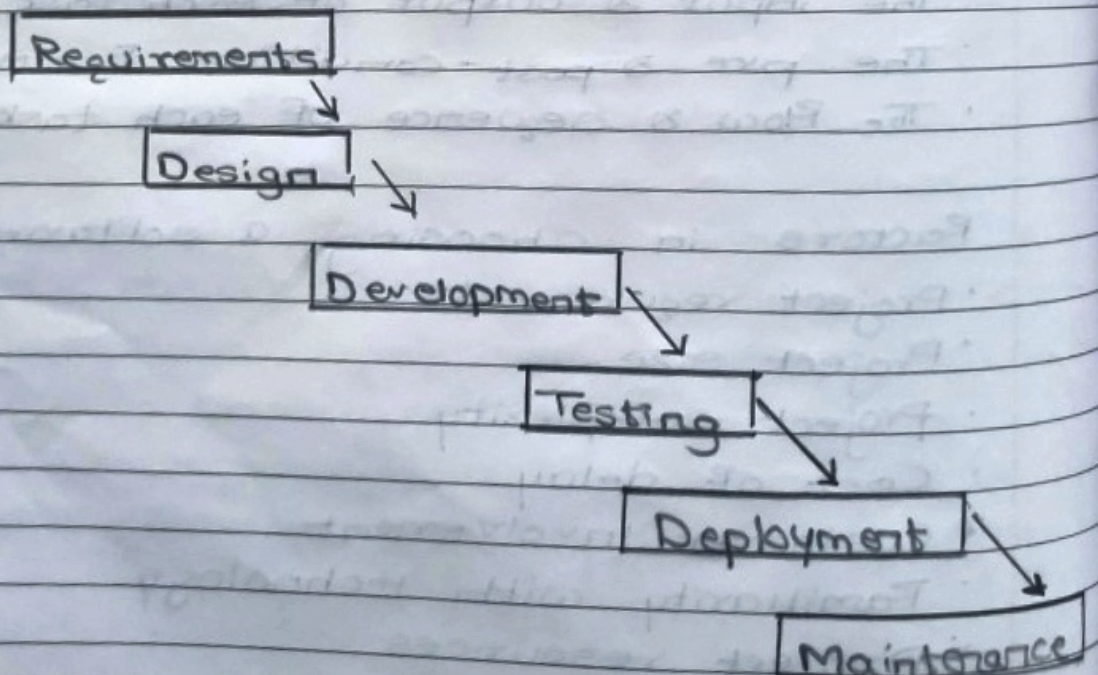 Requirements
Design
Development
Testing
Deployment
Maintenance